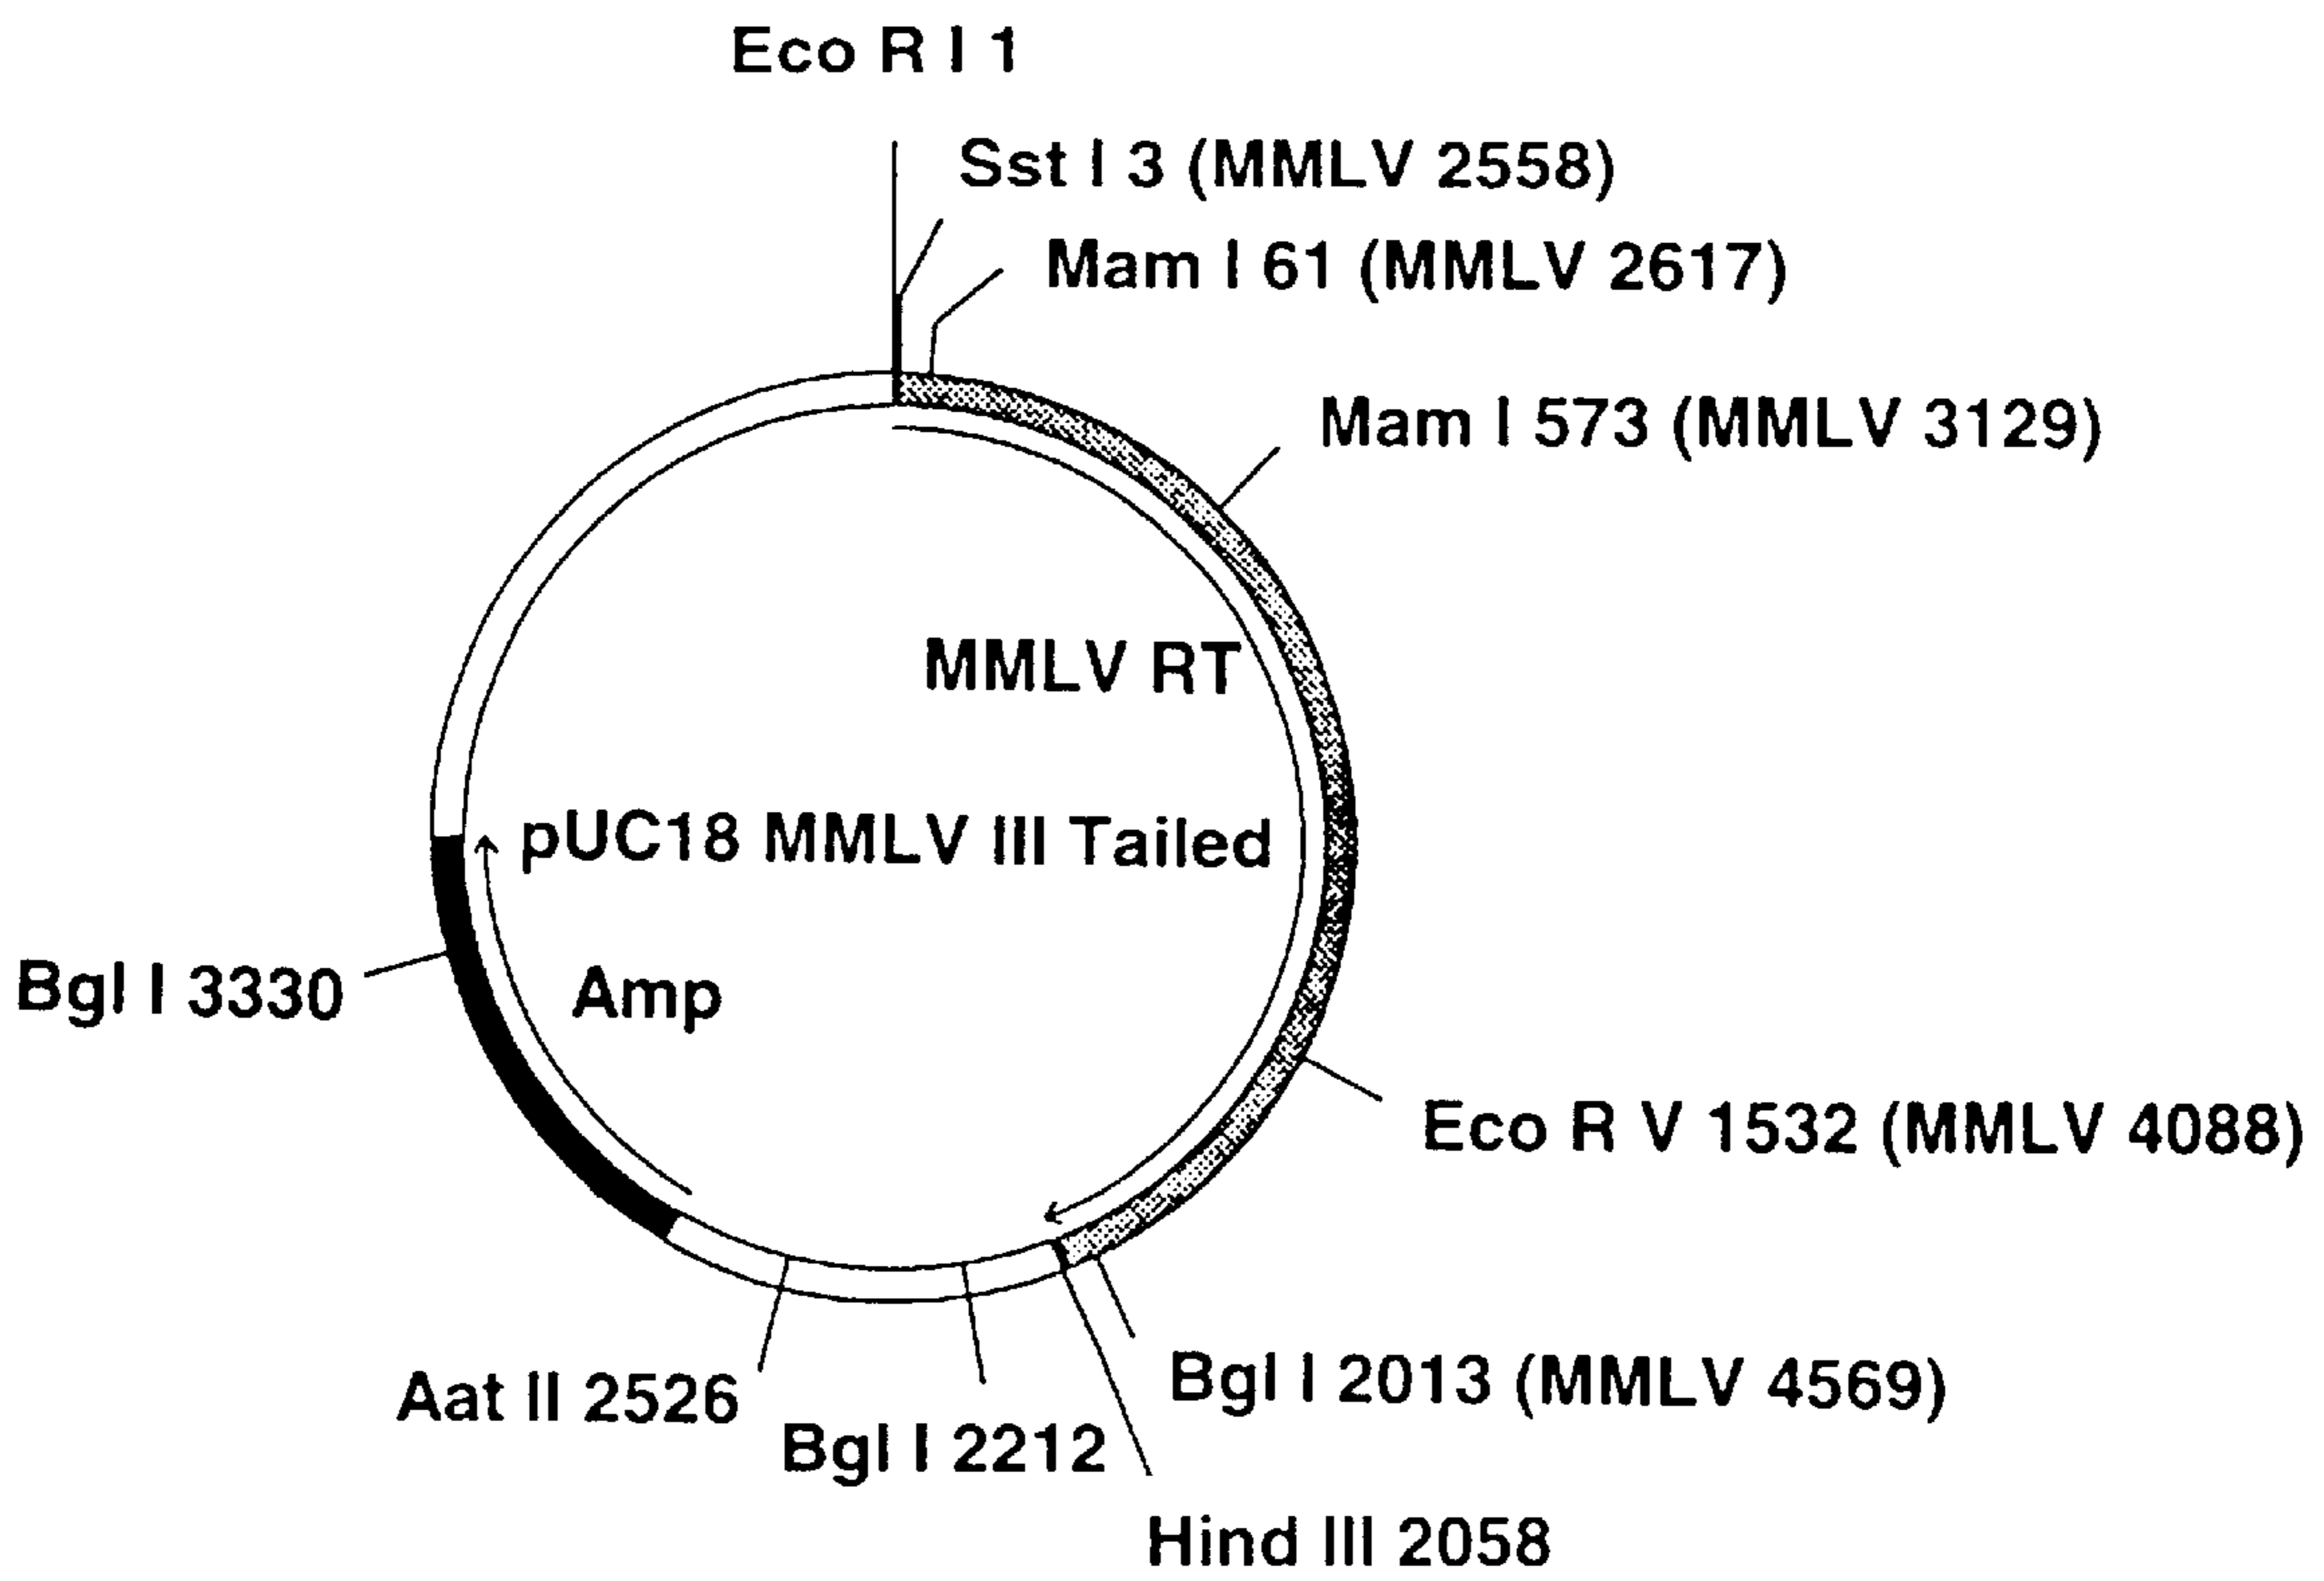 Eco R I 1
Sst I 3 (MMLV 2558)
Mam I 61 (MMLV 2617)
Mam I 573 (MMLV 3129)
MMLV RT
pUC18 MMLV III Tailed
Bgl I 3330
Amp
Eco R V 1532 (MMLV 4088)
Bgl I 2013 (MMLV 4569)
Aat II 2526
Bgl I 2212
Hind III 2058